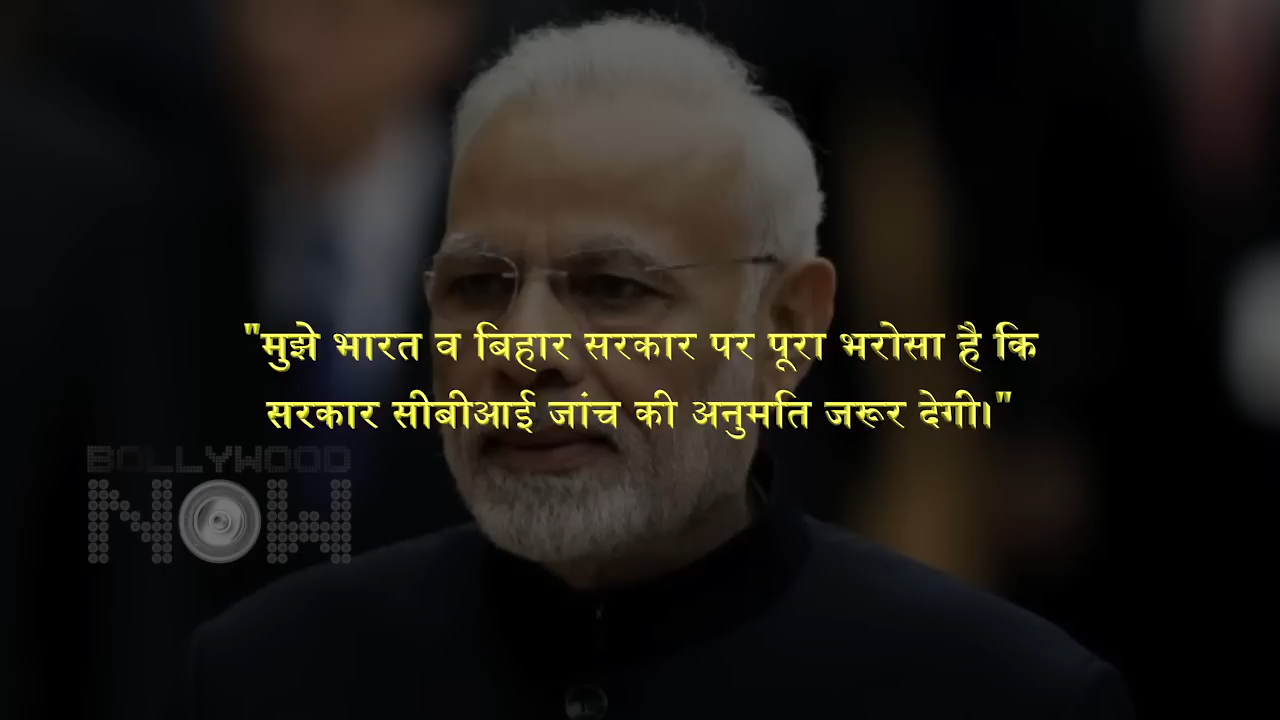 "मुझे भारत व बिहार सरकार पर पूरा भरोसा है कि
सरकार सीबीआई जांच की अनुमति जरूर देगी।"
BOLLYWOOD
NOW